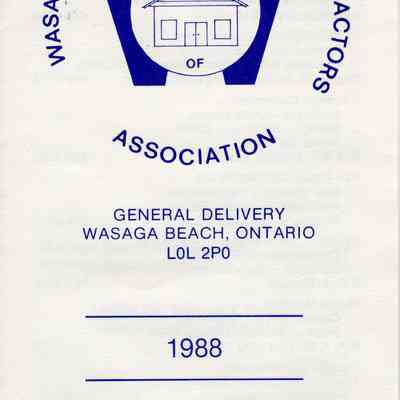 WASA
ACTORS
OF
ASSOCIATION
GENERAL DELIVERY
WASAGA BEACH, ONTARIO
L0L 2P0
1988